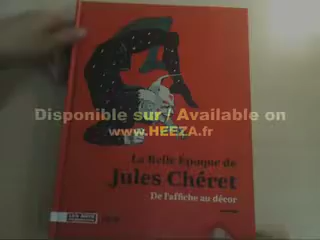 Disponible sur / Available on
www.HEEZA.fr
La Belle Epoque de
Jules Chéret
De l'affiche au décor